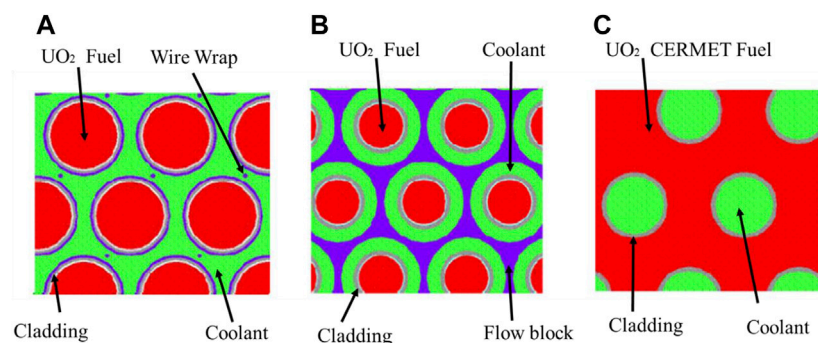 A
UO₂ Fuel
Wire Wrap
Cladding
Coolant
B
UO₂ Fuel
Coolant
Cladding
Flow block
C
UO₂ CERMET Fuel
Cladding
Coolant